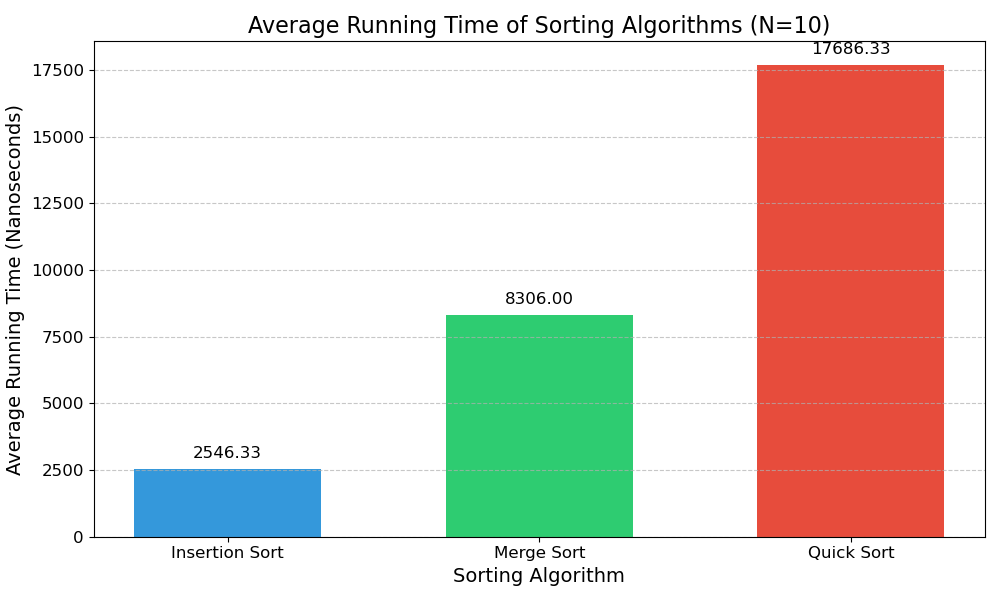 Average Running Time of Sorting Algorithms (N=10)
Average Running Time (Nanoseconds)
17500
15000
12500
10000
7500
5000
2500
0
2546.33
8306.00
17686.33
Insertion Sort
Merge Sort
Quick Sort
Sorting Algorithm